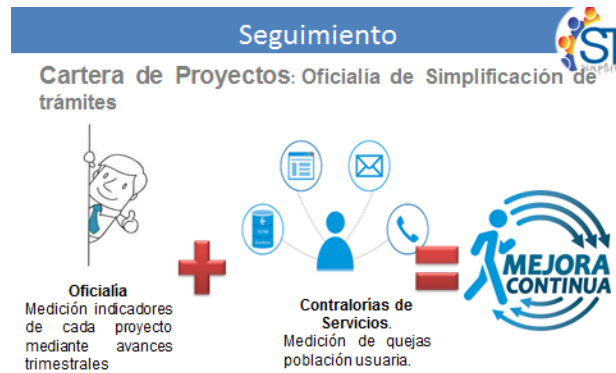 Seguimiento
ST
Cartera de Proyectos: Oficialía de Simplificación de
trámites
Oficialía
Medición indicadores
de cada proyecto
mediante avances
trimestrales
Contralorías de
Servicios.
Medición de quejas
población usuaria.
MEJORA
CONTINUA